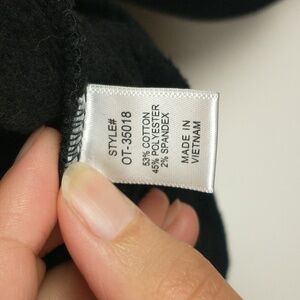 STYLE#
OT-35018
53% COTTON
45% POLYESTER
2% SPANDEX
MADE IN
VIETNAM